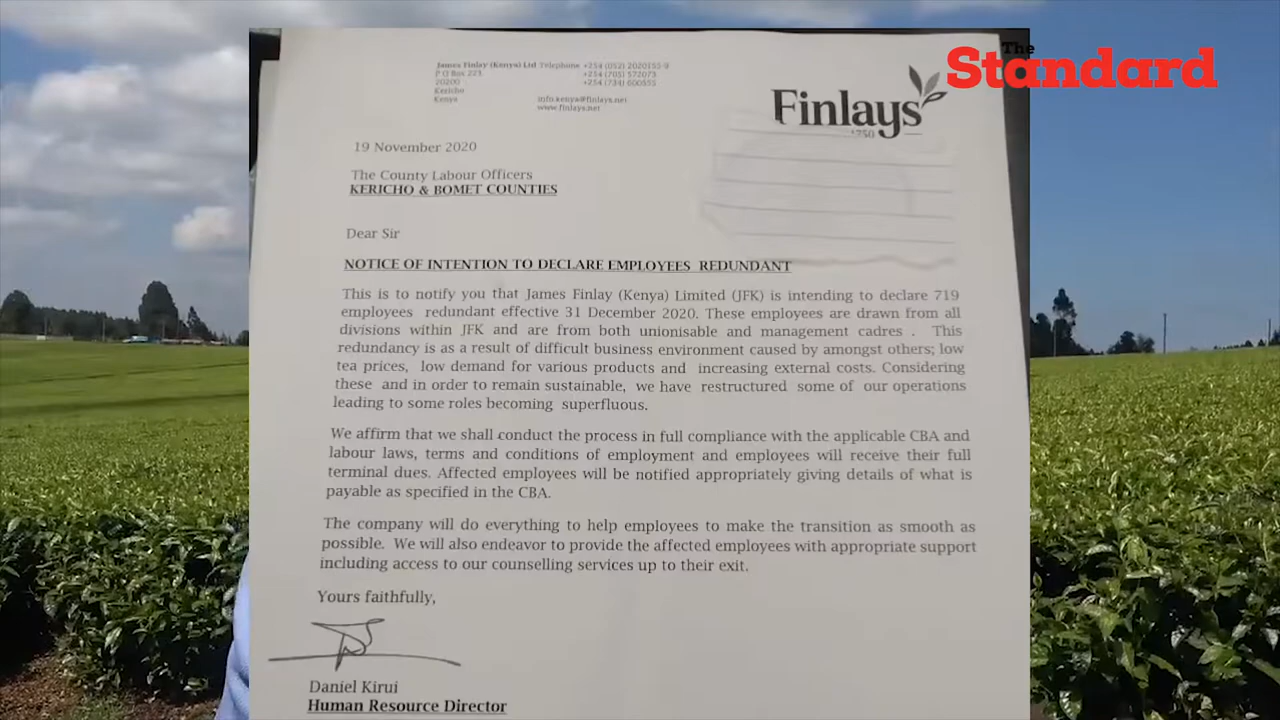 The
Standard
James Finlay (Kenya) Ltd Telephone +254 (052) 2020155-9
P O Box 223 +254 (705) 572073
20200 +254 (734) 600555
Kericho
Kenya info.kenya@finlays.net
www.finlays.net
Finlays
1750
19 November 2020
The County Labour Officers
KERICHO & BOMET COUNTIES
Dear Sir
NOTICE OF INTENTION TO DECLARE EMPLOYEES REDUNDANT
This is to notify you that James Finlay (Kenya) Limited (JFK) is intending to declare 719
employees redundant effective 31 December 2020. These employees are drawn from all
divisions within JFK and are from both unionisable and management cadres . This
redundancy is as a result of difficult business environment caused by amongst others; low
tea prices, low demand for various products and increasing external costs. Considering
these and in order to remain sustainable, we have restructured some of our operations
leading to some roles becoming superfluous.
We affirm that we shall conduct the process in full compliance with the applicable CBA and
labour laws, terms and conditions of employment and employees will receive their full
terminal dues. Affected employees will be notified appropriately giving details of what is
payable as specified in the CBA.
The company will do everything to help employees to make the transition as smooth as
possible. We will also endeavor to provide the affected employees with appropriate support
including access to our counselling services up to their exit.
Yours faithfully,
Daniel Kirui
Human Resource Director